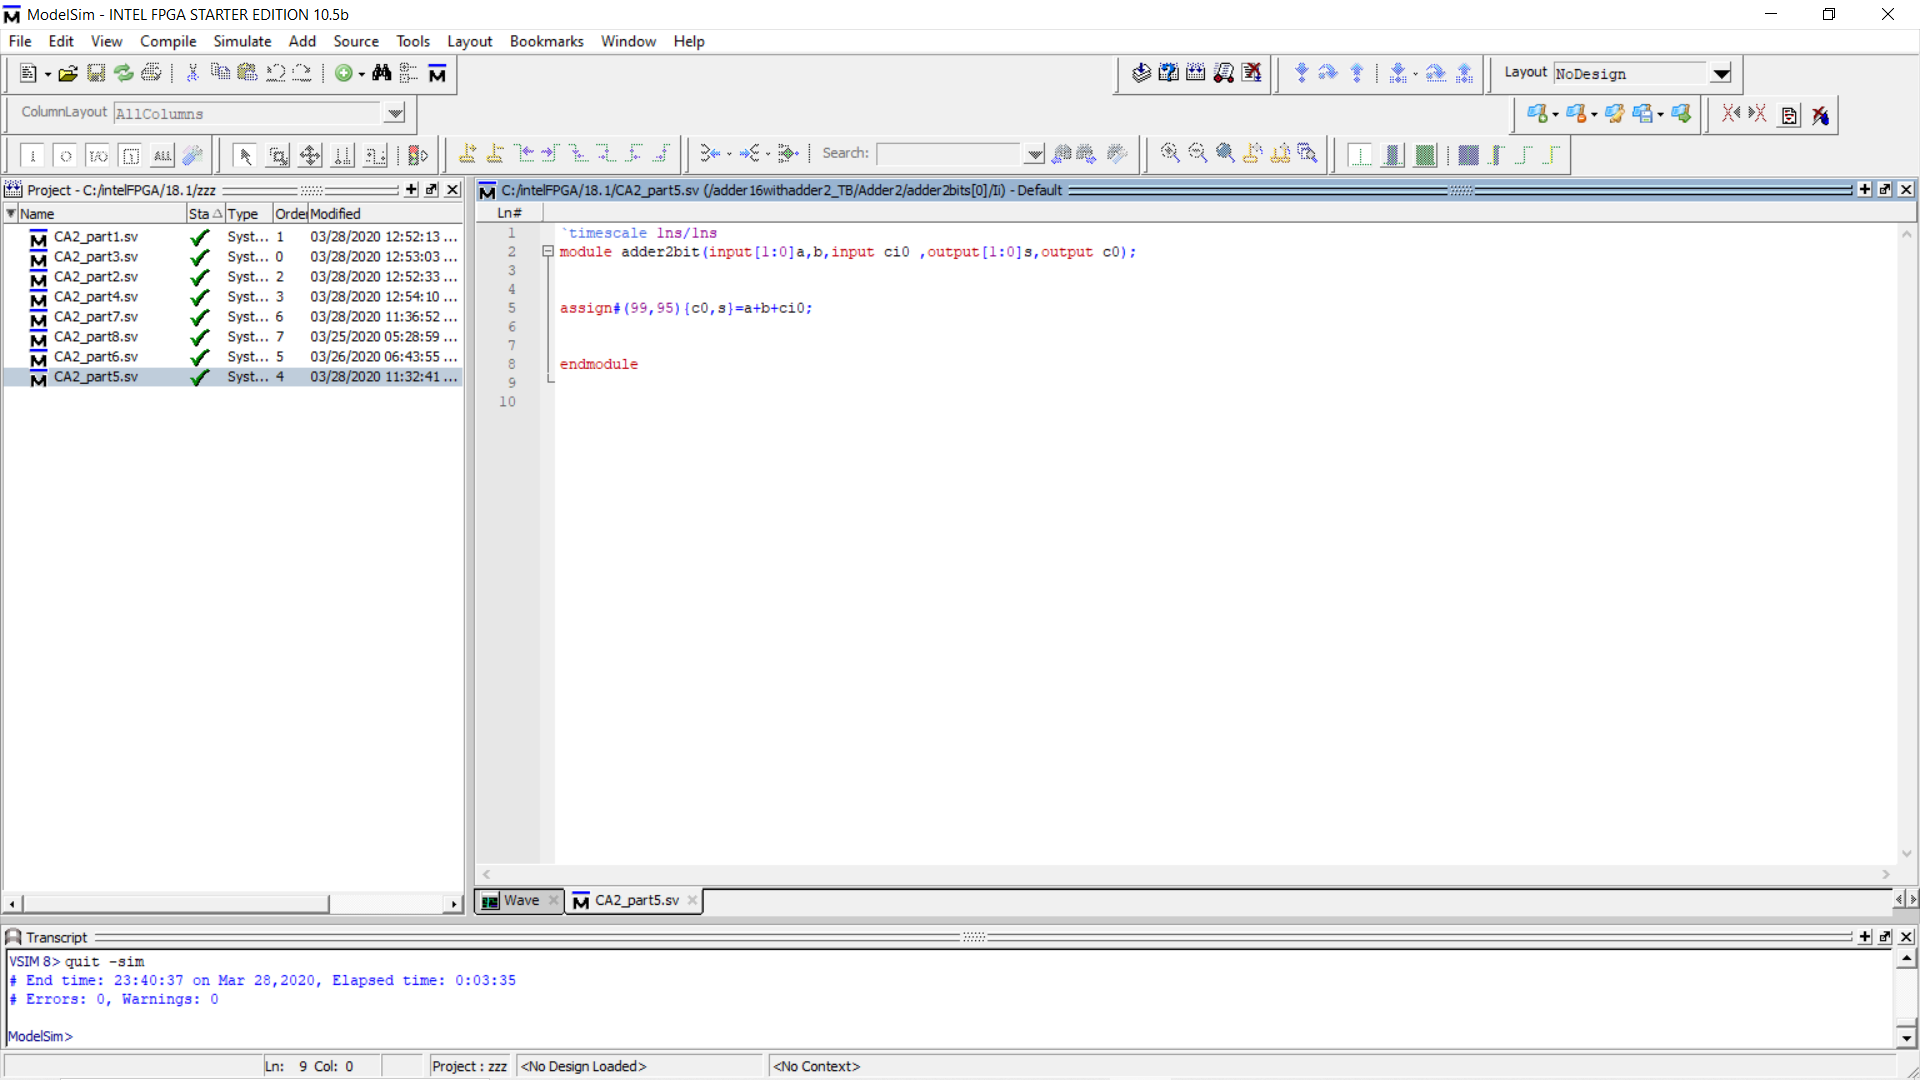 ModelSim - INTEL FPGA STARTER EDITION 10.5b
File Edit View Compile Simulate Add Source Tools Layout Bookmarks Window Help
Layout NoDesign
ColumnLayout AllColumns
Search:
Project - C:/intelFPGA/18.1/zzz
Name Sta Type Order Modified
CA2_part1.sv Syst... 1 03/28/2020 12:52:13 ...
CA2_part3.sv Syst... 0 03/28/2020 12:53:03 ...
CA2_part2.sv Syst... 2 03/28/2020 12:52:33 ...
CA2_part4.sv Syst... 3 03/28/2020 12:54:10 ...
CA2_part7.sv Syst... 6 03/28/2020 11:36:52 ...
CA2_part8.sv Syst... 7 03/25/2020 05:28:59 ...
CA2_part6.sv Syst... 5 03/26/2020 06:43:55 ...
CA2_part5.sv Syst... 4 03/28/2020 11:32:41 ...
C:/intelFPGA/18.1/CA2_part5.sv (/adder16withadder2_TB/Adder2/adder2bits[0]/Ii) - Default
Ln#
1 `timescale 1ns/1ns
2 module adder2bit(input[1:0]a,b,input ci0 ,output[1:0]s,output c0);
3
4
5 assign#(99,95){c0,s}=a+b+ci0;
6
7
8 endmodule
9
10
Wave CA2_part5.sv
Transcript
VSIM 8> quit -sim
# End time: 23:40:37 on Mar 28,2020, Elapsed time: 0:03:35
# Errors: 0, Warnings: 0
ModelSim>
Ln: 9 Col: 0 Project : zzz <No Design Loaded> <No Context>